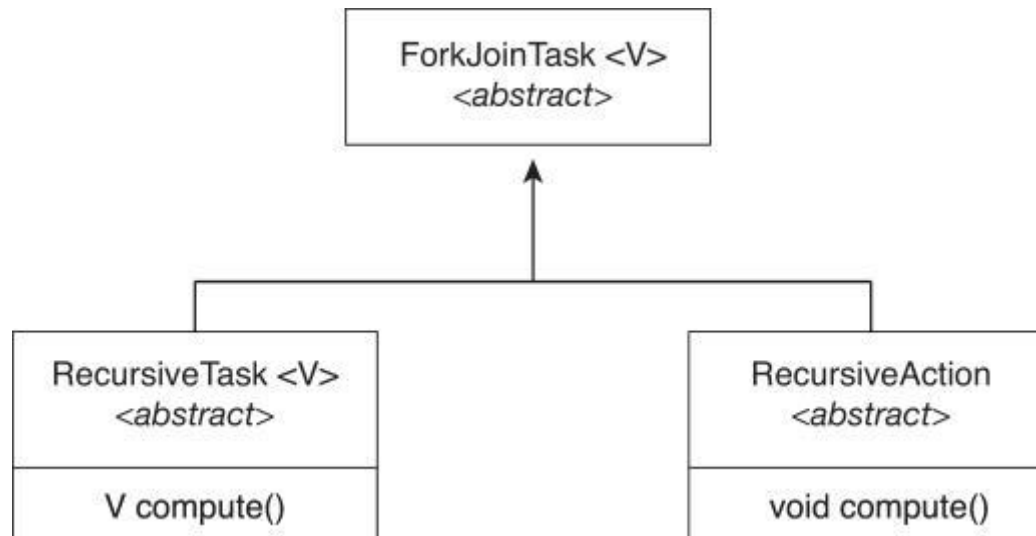 ForkJoinTask <V>
<abstract>
RecursiveTask <V>
<abstract>
V compute()
RecursiveAction
<abstract>
void compute()